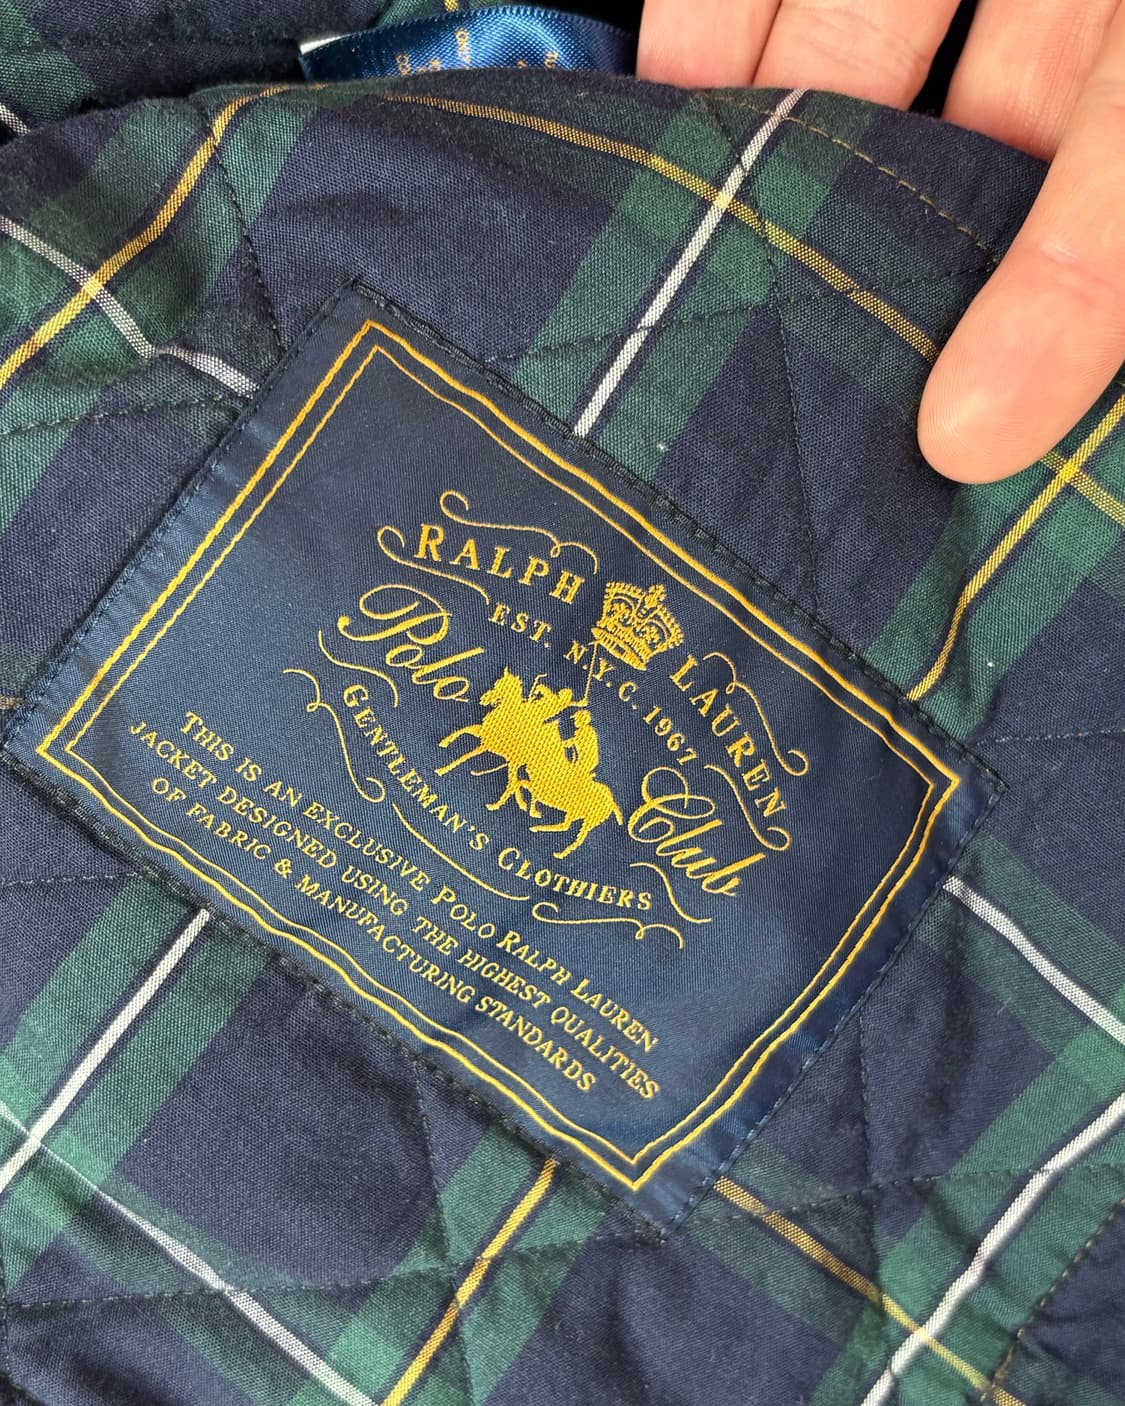 RALPH LAUREN
EST. N.Y.C. 1967
Polo Club
GENTLEMAN'S CLOTHIERS
THIS IS AN EXCLUSIVE POLO RALPH LAUREN
JACKET DESIGNED USING THE HIGHEST QUALITIES
OF FABRIC & MANUFACTURING STANDARDS